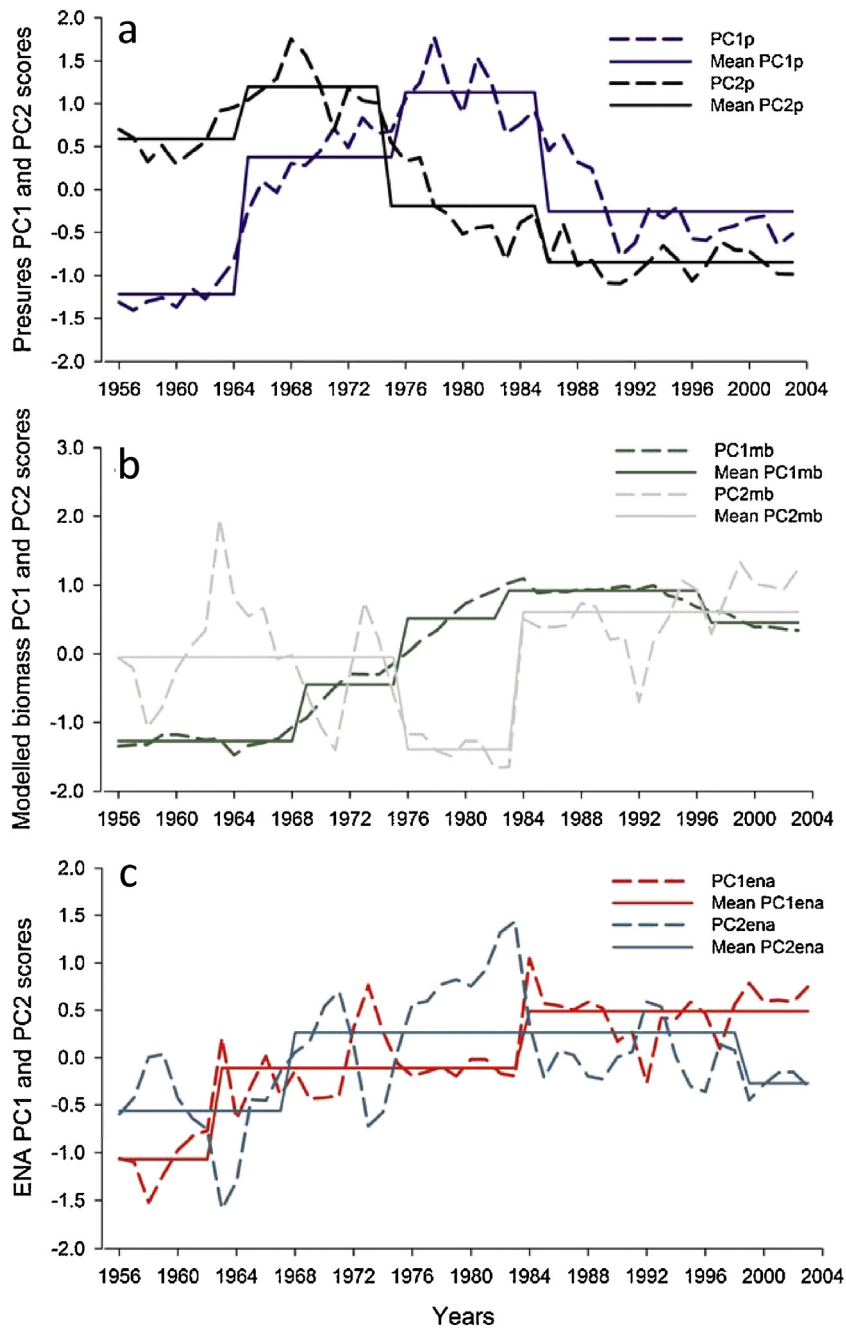 a
PC1p
Mean PC1p
PC2p
Mean PC2p
Presures PC1 and PC2 scores
2.0
1.5
1.0
0.5
0.0
-0.5
-1.0
-1.5
-2.0
1956 1960 1964 1968 1972 1976 1980 1984 1988 1992 1996 2000 2004
b
PC1mb
Mean PC1mb
PC2mb
Mean PC2mb
Modelled biomass PC1 and PC2 scores
3.0
2.0
1.0
0.0
-1.0
-2.0
1956 1960 1964 1968 1972 1976 1980 1984 1988 1992 1996 2000 2004
c
PC1ena
Mean PC1ena
PC2ena
Mean PC2ena
ENA PC1 and PC2 scores
2.0
1.5
1.0
0.5
0.0
-0.5
-1.0
-1.5
-2.0
1956 1960 1964 1968 1972 1976 1980 1984 1988 1992 1996 2000 2004
Years